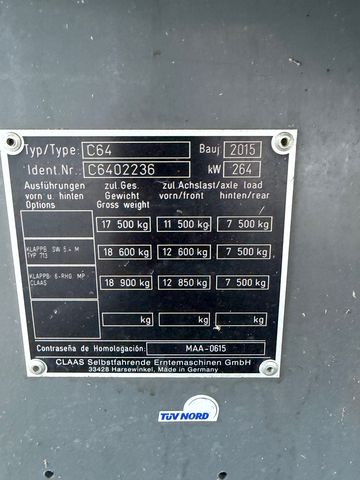 Typ/Type: C64 Bauj. 2015
Ident.Nr.: C6402236 kW 264
Ausführungen zul. Ges. zul. Achslast/axle load
vorn u. hinten Gewicht vorn/front hinten/rear
Options Gross weight
17 500 kg 11 500 kg 7 500 kg
KLAPPB. SW 5.- M
TYP 713 18 600 kg 12 600 kg 7 500 kg
KLAPPB. 6-RHG. MP
CLAAS 18 900 kg 12 850 kg 7 500 kg
kg kg kg
Contraseña de Homologación: MAA-0615
CLAAS Selbstfahrende Erntemaschinen GmbH
33428 Harsewinkel, Made in Germany
TÜV NORD